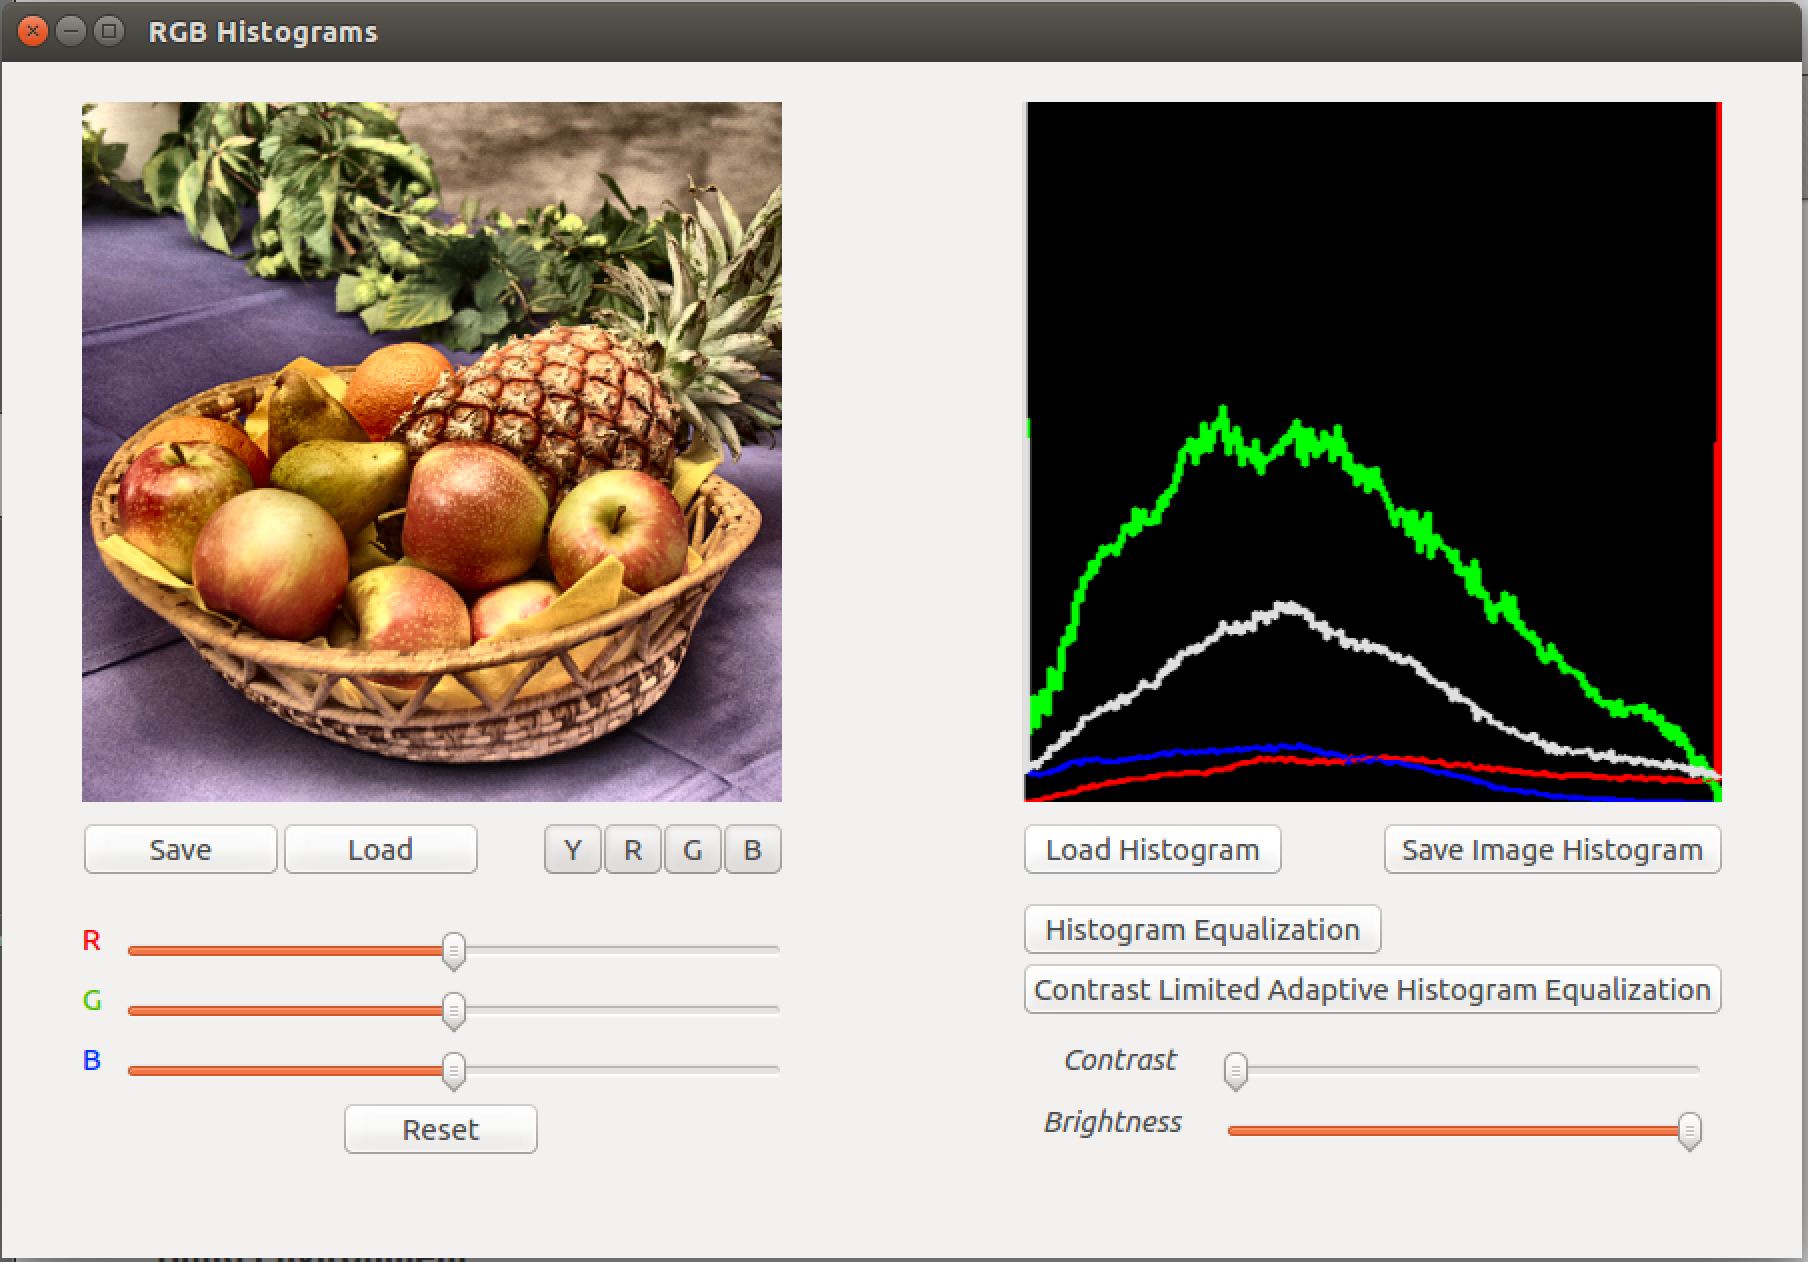 RGB Histograms
Save
Load
Y
R
G
B
Load Histogram
Save Image Histogram
R
G
B
Reset
Histogram Equalization
Contrast Limited Adaptive Histogram Equalization
Contrast
Brightness